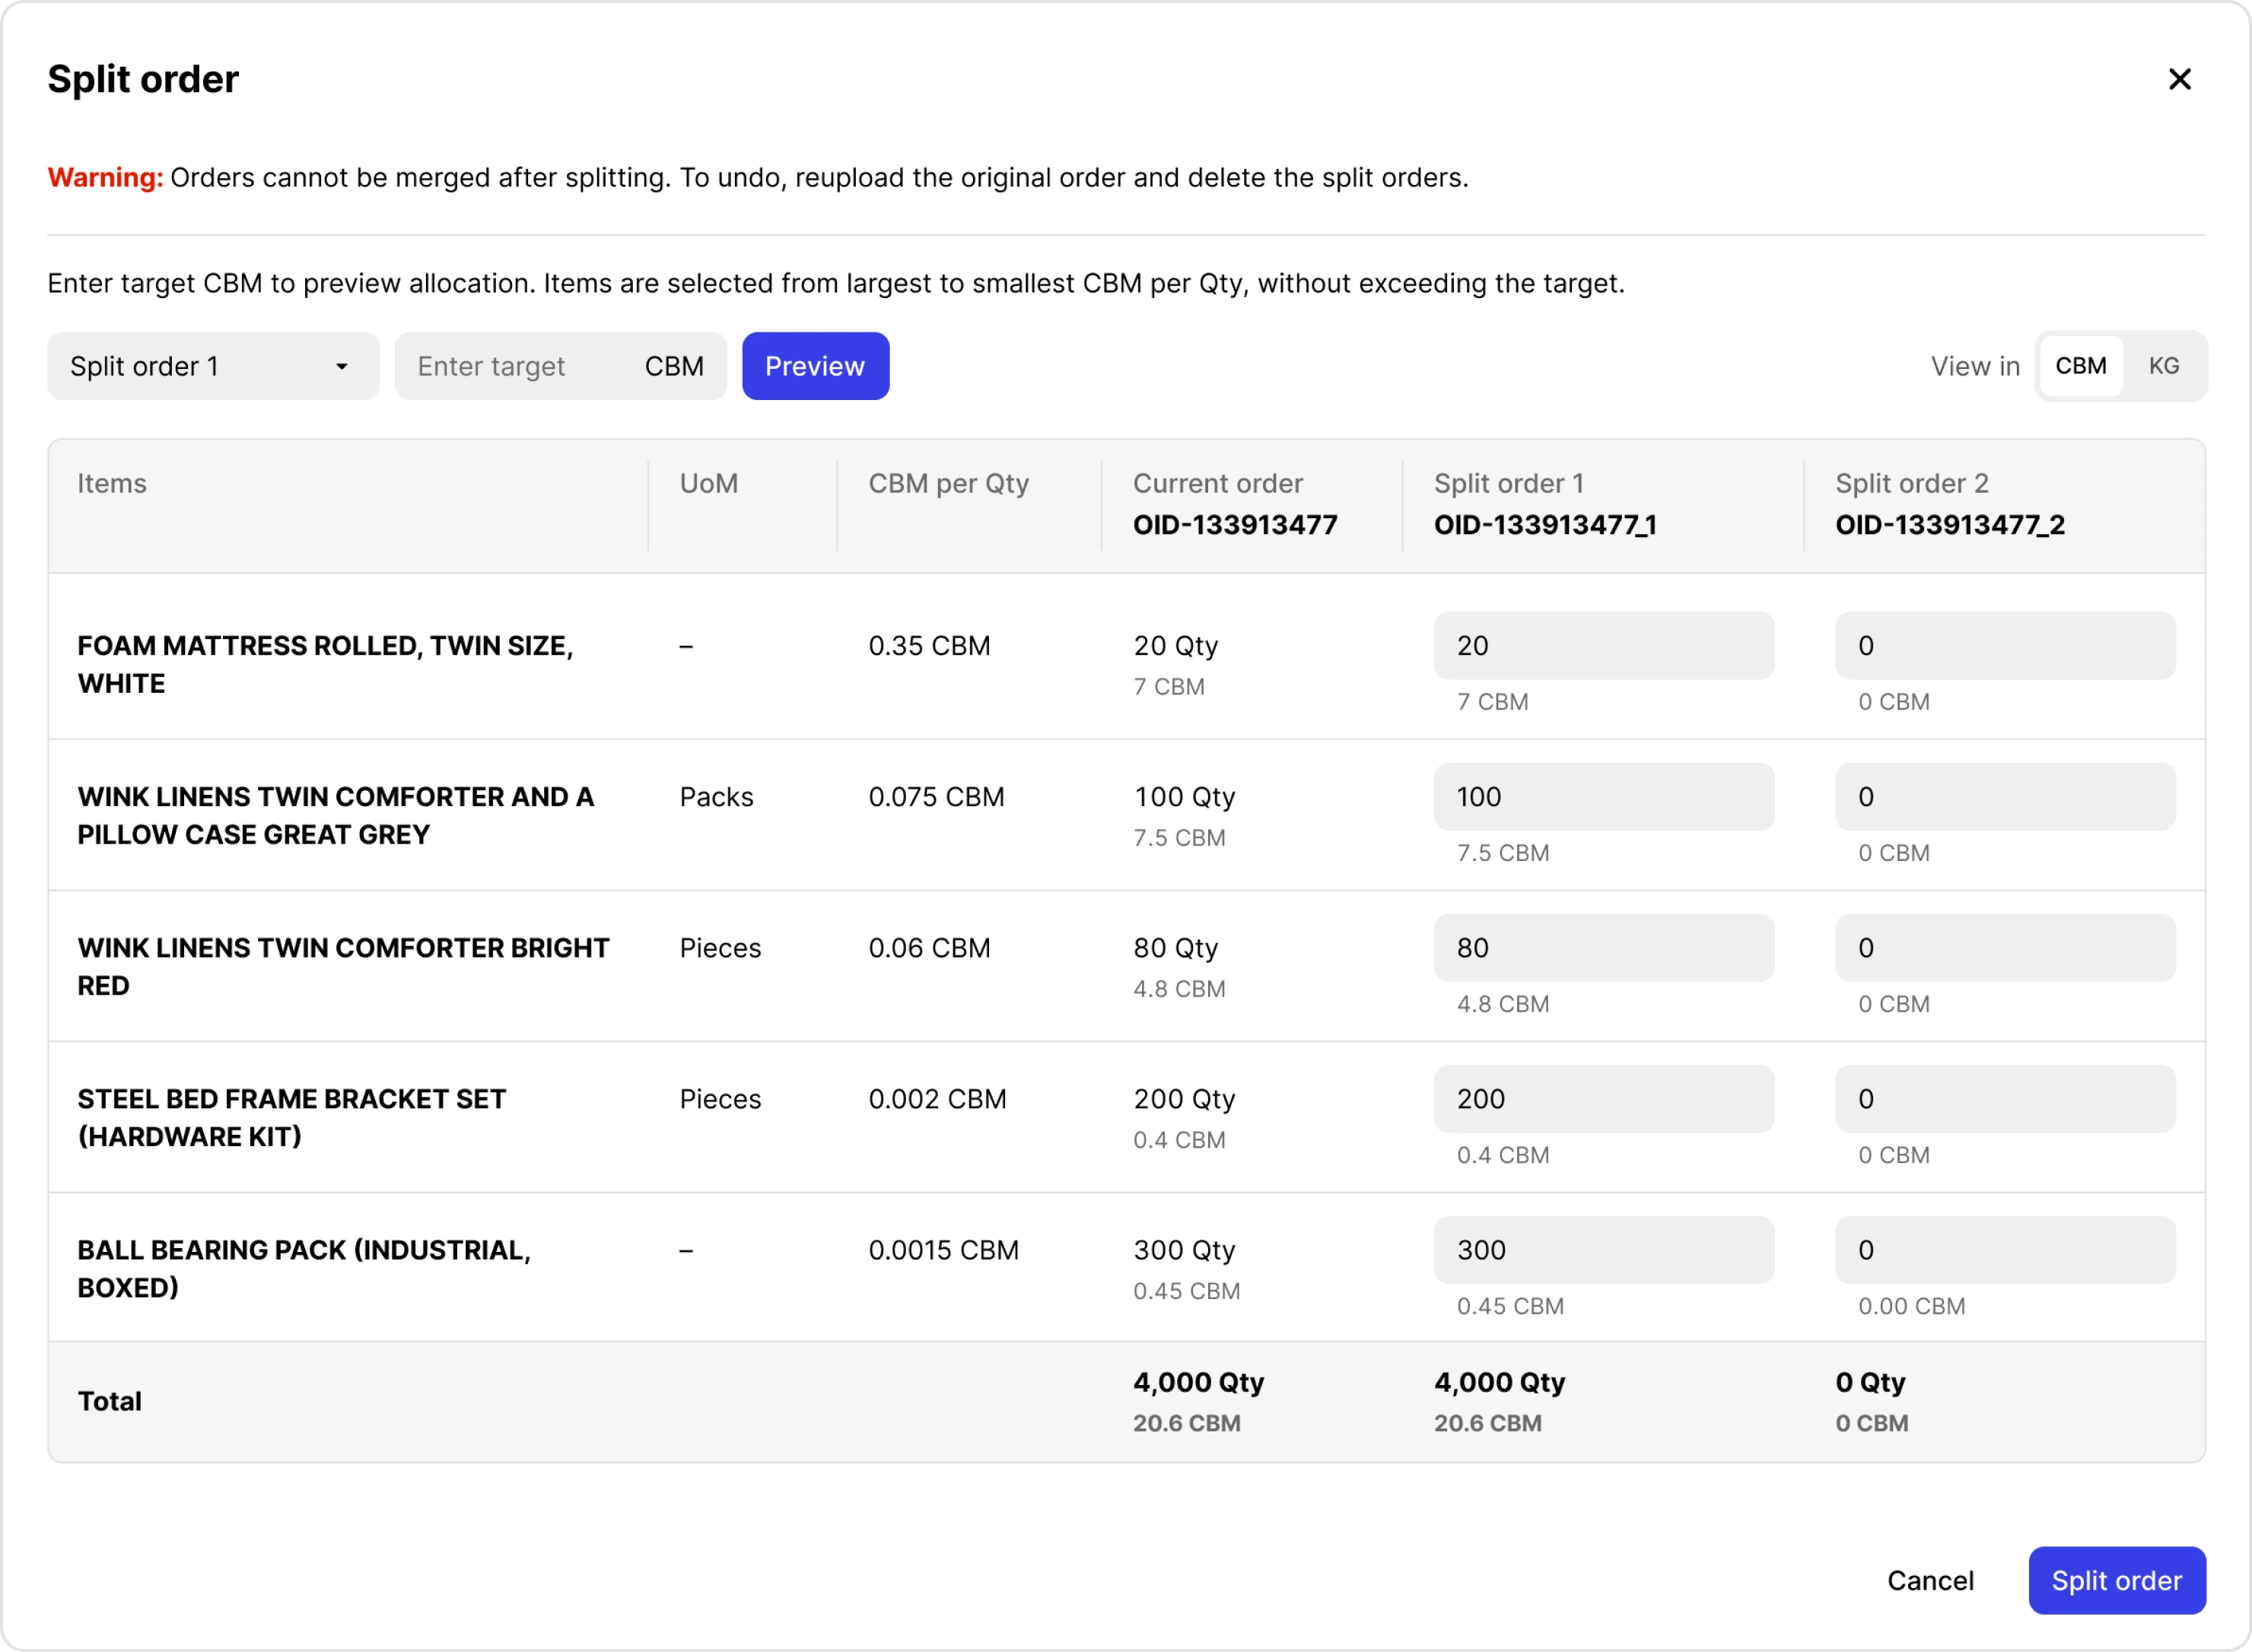 Split order
Warning: Orders cannot be merged after splitting. To undo, reupload the original order and delete the split orders.
Enter target CBM to preview allocation. Items are selected from largest to smallest CBM per Qty, without exceeding the target.
Split order 1 Enter target CBM Preview View in CBM KG
Items UoM CBM per Qty Current order Split order 1 Split order 2
OID-133913477 OID-133913477_1 OID-133913477_2
FOAM MATTRESS ROLLED, TWIN SIZE, – 0.35 CBM 20 Qty 20 0
WHITE 7 CBM 7 CBM 0 CBM
WINK LINENS TWIN COMFORTER AND A Packs 0.075 CBM 100 Qty 100 0
PILLOW CASE GREAT GREY 7.5 CBM 7.5 CBM 0 CBM
WINK LINENS TWIN COMFORTER BRIGHT Pieces 0.06 CBM 80 Qty 80 0
RED 4.8 CBM 4.8 CBM 0 CBM
STEEL BED FRAME BRACKET SET Pieces 0.002 CBM 200 Qty 200 0
(HARDWARE KIT) 0.4 CBM 0.4 CBM 0 CBM
BALL BEARING PACK (INDUSTRIAL, – 0.0015 CBM 300 Qty 300 0
BOXED) 0.45 CBM 0.45 CBM 0.00 CBM
Total 4,000 Qty 4,000 Qty 0 Qty
20.6 CBM 20.6 CBM 0 CBM
Cancel Split order